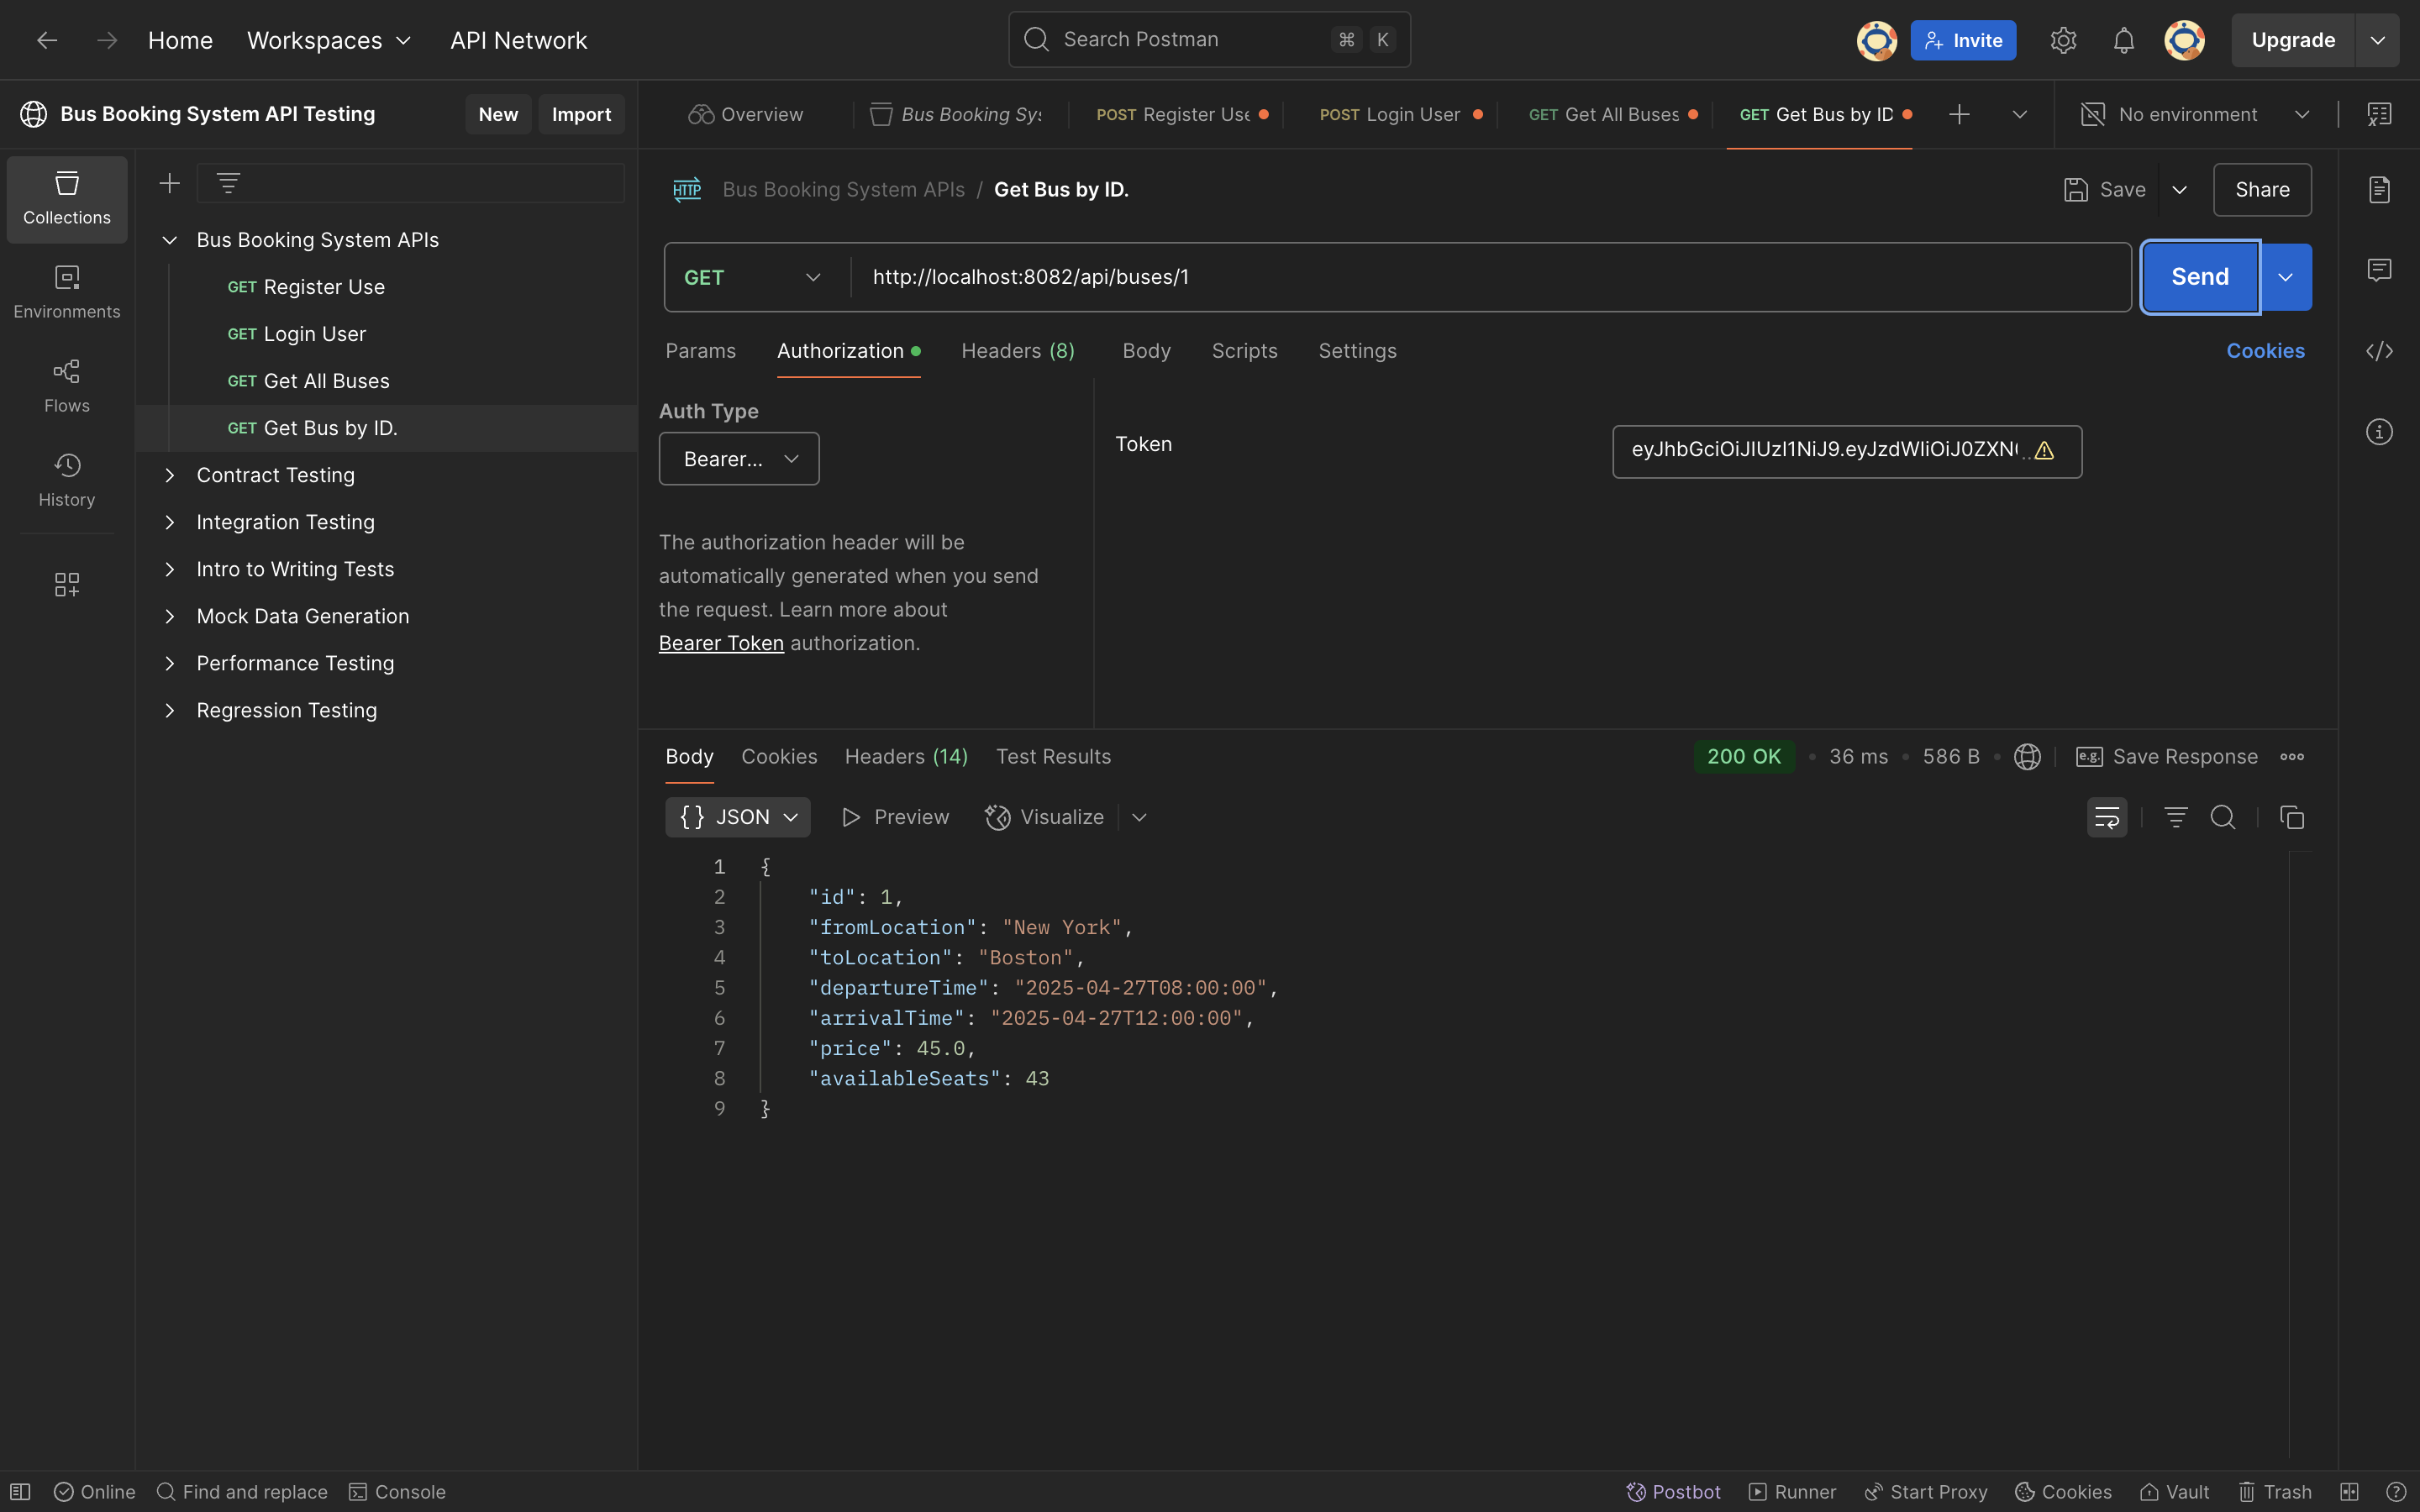 Home Workspaces API Network Search Postman ⌘ K Invite Upgrade
Bus Booking System API Testing New Import
Overview Bus Booking Sys POST Register Use POST Login User GET Get All Buses GET Get Bus by ID No environment
Collections
Environments
Flows
History
Bus Booking System APIs
GET Register Use
GET Login User
GET Get All Buses
GET Get Bus by ID.
Contract Testing
Integration Testing
Intro to Writing Tests
Mock Data Generation
Performance Testing
Regression Testing
HTTP Bus Booking System APIs / Get Bus by ID. Save Share
GET http://localhost:8082/api/buses/1 Send
Params Authorization Headers (8) Body Scripts Settings Cookies
Auth Type
Bearer...
The authorization header will be
automatically generated when you send
the request. Learn more about
Bearer Token authorization.
Token eyJhbGciOiJIUzI1NiJ9.eyJzdWIiOiJ0ZXN ...
Body Cookies Headers (14) Test Results 200 OK • 36 ms • 586 B • e.g. Save Response
{} JSON Preview Visualize
1 {
2 "id": 1,
3 "fromLocation": "New York",
4 "toLocation": "Boston",
5 "departureTime": "2025-04-27T08:00:00",
6 "arrivalTime": "2025-04-27T12:00:00",
7 "price": 45.0,
8 "availableSeats": 43
9 }
Online Find and replace Console Postbot Runner Start Proxy Cookies Vault Trash